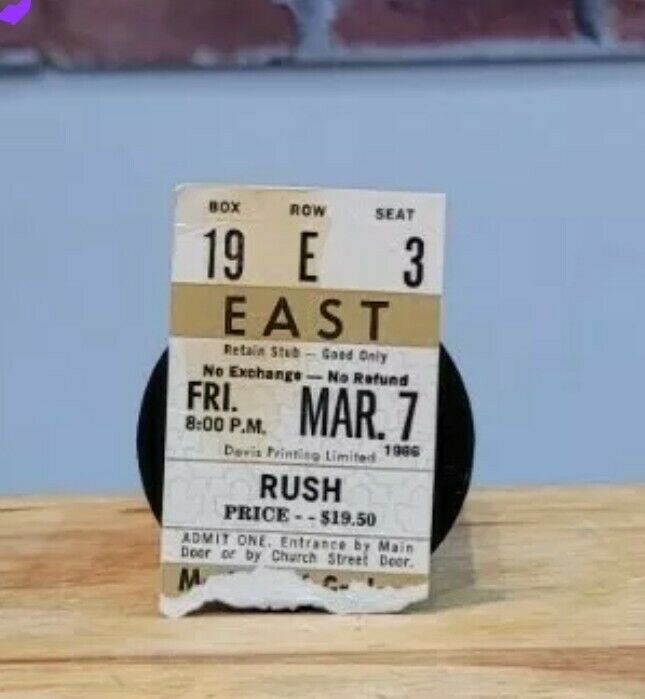 BOX ROW SEAT
19 E 3
EAST
Retain Stub — Good Only
No Exchange — No Refund
FRI. MAR. 7
8:00 P.M.
Davis Printing Limited 1986
RUSH
PRICE - - $19.50
ADMIT ONE. Entrance by Main
Door or by Church Street Door.